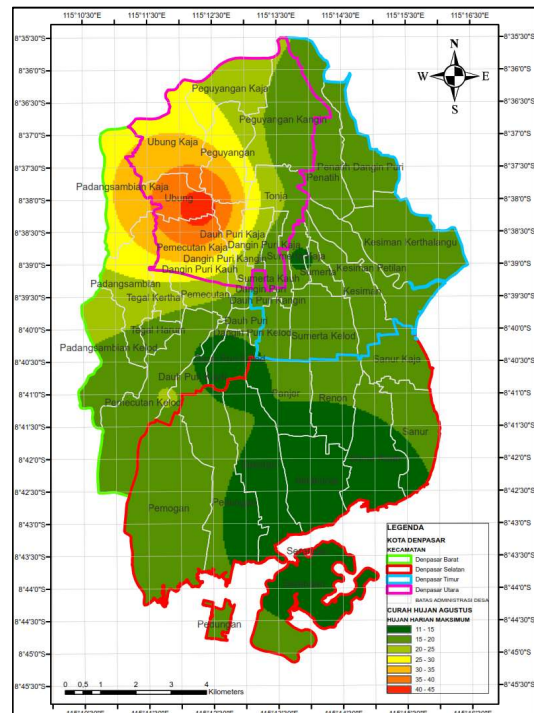 115°10'30"E 115°11'30"E 115°12'30"E 115°13'30"E 115°14'30"E 115°15'30"E 115°16'30"E
8°35'30"S
8°36'0"S
8°36'30"S
8°37'0"S
8°37'30"S
8°38'0"S
8°38'30"S
8°39'0"S
8°39'30"S
8°40'0"S
8°40'30"S
8°41'0"S
8°41'30"S
8°42'0"S
8°42'30"S
8°43'0"S
8°43'30"S
8°44'0"S
8°44'30"S
8°45'0"S
8°45'30"S
N
W E
S
Peguyangan Kaja
Peguyangan Kangin
Ubung Kaja
Peguyangan
Penatih Dangin Puri
Penatih
Padangsambian Kaja
Ubung
Tonja
Dauh Puri Kaja
Pemecutan Kaja
Dangin Puri Kaja
Kesiman Kerthalangu
Dangin Puri Kangin
Sumerta Kaja
Dangin Puri Kauh
Sumerta
Kesiman Petilan
Sumerta Kauh
Padangsambian
Pemecutan
Dangin Puri
Kesiman
Tegal Kertha
Dauh Puri Kangin
Tegal Harum
Dauh Puri
Dangin Puri Kelod
Sumerta Kelod
Padangsambian Kelod
Sanur Kaja
Pemecutan Kelod
Renon
Sanur
Pemogan
Pedungan
LEGENDA
KOTA DENPASAR
KECAMATAN
Denpasar Barat
Denpasar Selatan
Denpasar Timur
Denpasar Utara
BATAS ADMINISTRASI DESA
CURAH HUJAN AGUSTUS
HUJAN HARIAN MAKSIMUM
11 - 15
15 - 20
20 - 25
25 - 30
30 - 35
35 - 40
40 - 45
0 0,5 1 2 3 4
Kilometers